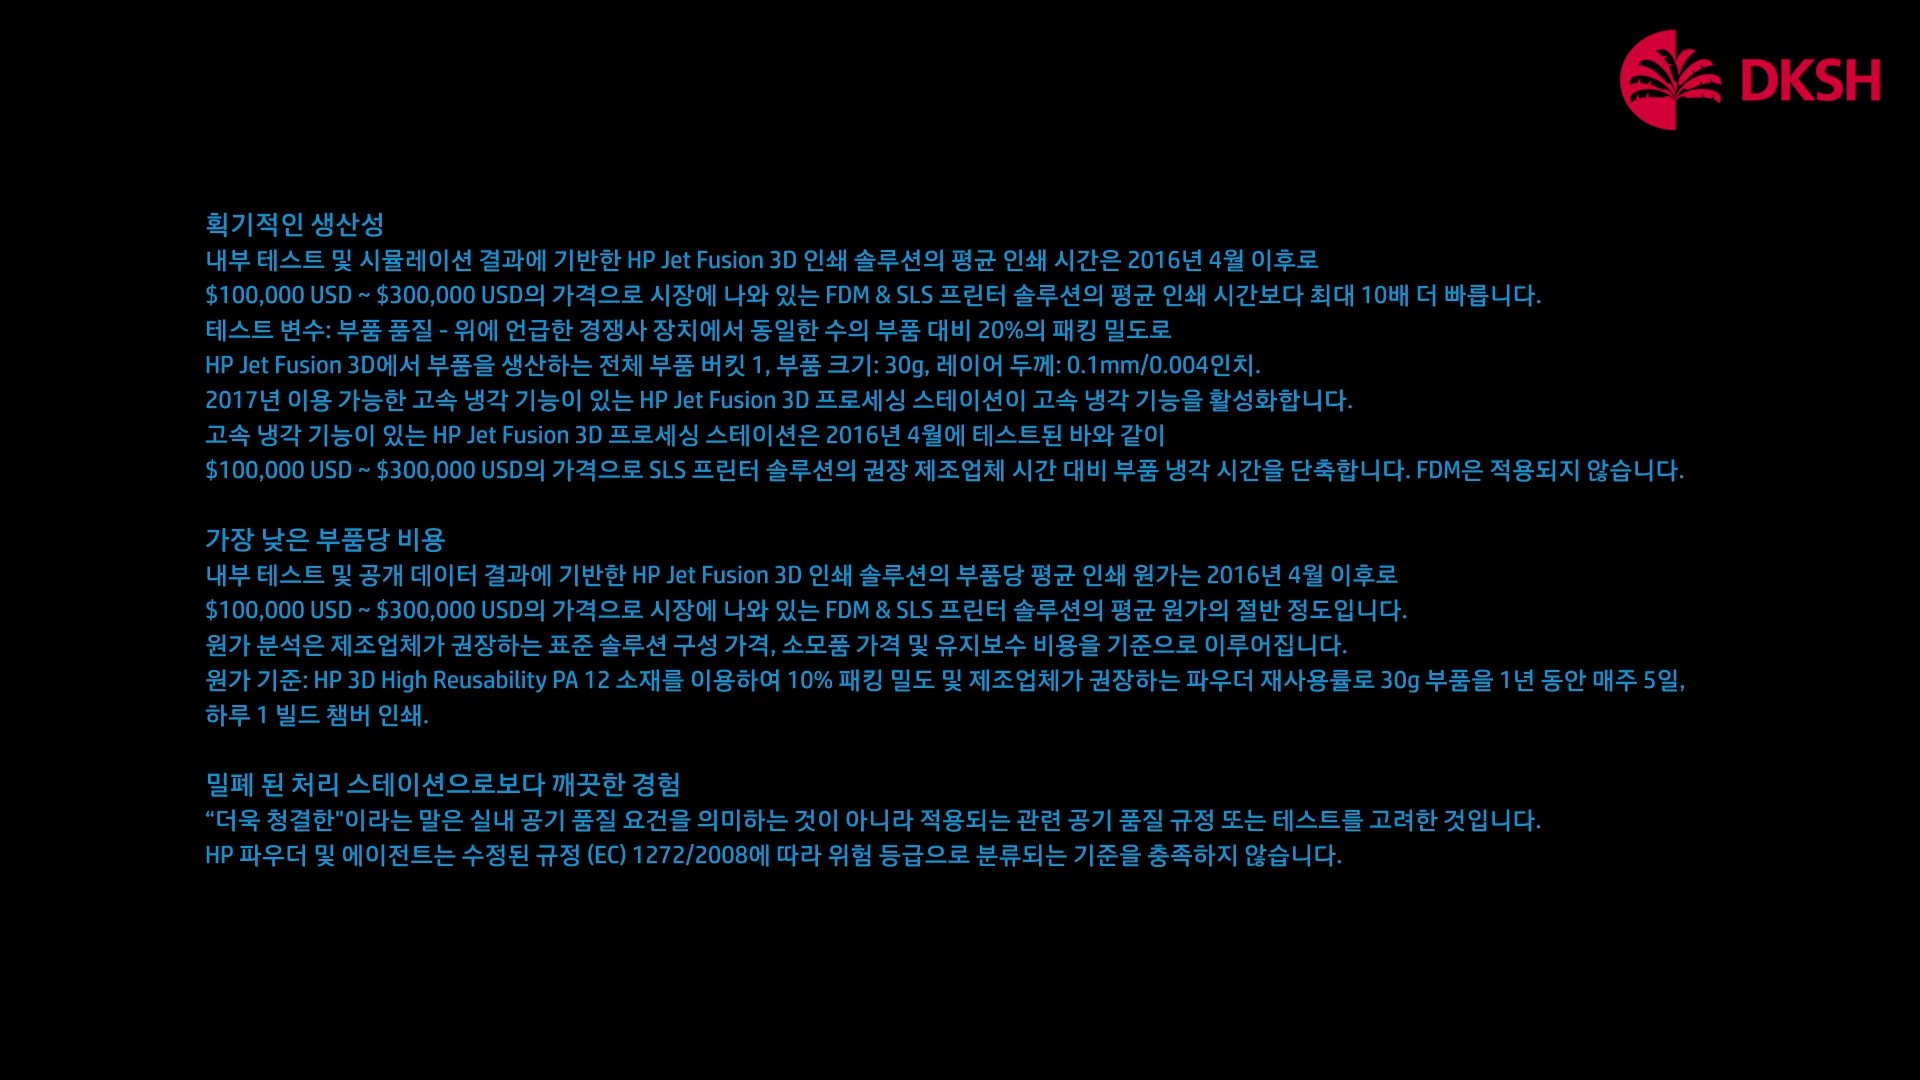 DKSH
획기적인 생산성
내부 테스트 및 시뮬레이션 결과에 기반한 HP Jet Fusion 3D 인쇄 솔루션의 평균 인쇄 시간은 2016년 4월 이후로
$100,000 USD ~ $300,000 USD의 가격으로 시장에 나와 있는 FDM & SLS 프린터 솔루션의 평균 인쇄 시간보다 최대 10배 더 빠릅니다.
테스트 변수: 부품 품질 - 위에 언급한 경쟁사 장치에서 동일한 수의 부품 대비 20%의 패킹 밀도로
HP Jet Fusion 3D에서 부품을 생산하는 전체 부품 버킷 1, 부품 크기: 30g, 레이어 두께: 0.1mm/0.004인치.
2017년 이용 가능한 고속 냉각 기능이 있는 HP Jet Fusion 3D 프로세싱 스테이션이 고속 냉각 기능을 활성화합니다.
고속 냉각 기능이 있는 HP Jet Fusion 3D 프로세싱 스테이션은 2016년 4월에 테스트된 바와 같이
$100,000 USD ~ $300,000 USD의 가격으로 SLS 프린터 솔루션의 권장 제조업체 시간 대비 부품 냉각 시간을 단축합니다. FDM은 적용되지 않습니다.
가장 낮은 부품당 비용
내부 테스트 및 공개 데이터 결과에 기반한 HP Jet Fusion 3D 인쇄 솔루션의 부품당 평균 인쇄 원가는 2016년 4월 이후로
$100,000 USD ~ $300,000 USD의 가격으로 시장에 나와 있는 FDM & SLS 프린터 솔루션의 평균 원가의 절반 정도입니다.
원가 분석은 제조업체가 권장하는 표준 솔루션 구성 가격, 소모품 가격 및 유지보수 비용을 기준으로 이루어집니다.
원가 기준: HP 3D High Reusability PA 12 소재를 이용하여 10% 패킹 밀도 및 제조업체가 권장하는 파우더 재사용률로 30g 부품을 1년 동안 매주 5일,
하루 1 빌드 챔버 인쇄.
밀폐 된 처리 스테이션으로보다 깨끗한 경험
“더욱 청결한"이라는 말은 실내 공기 품질 요건을 의미하는 것이 아니라 적용되는 관련 공기 품질 규정 또는 테스트를 고려한 것입니다.
HP 파우더 및 에이전트는 수정된 규정 (EC) 1272/2008에 따라 위험 등급으로 분류되는 기준을 충족하지 않습니다.